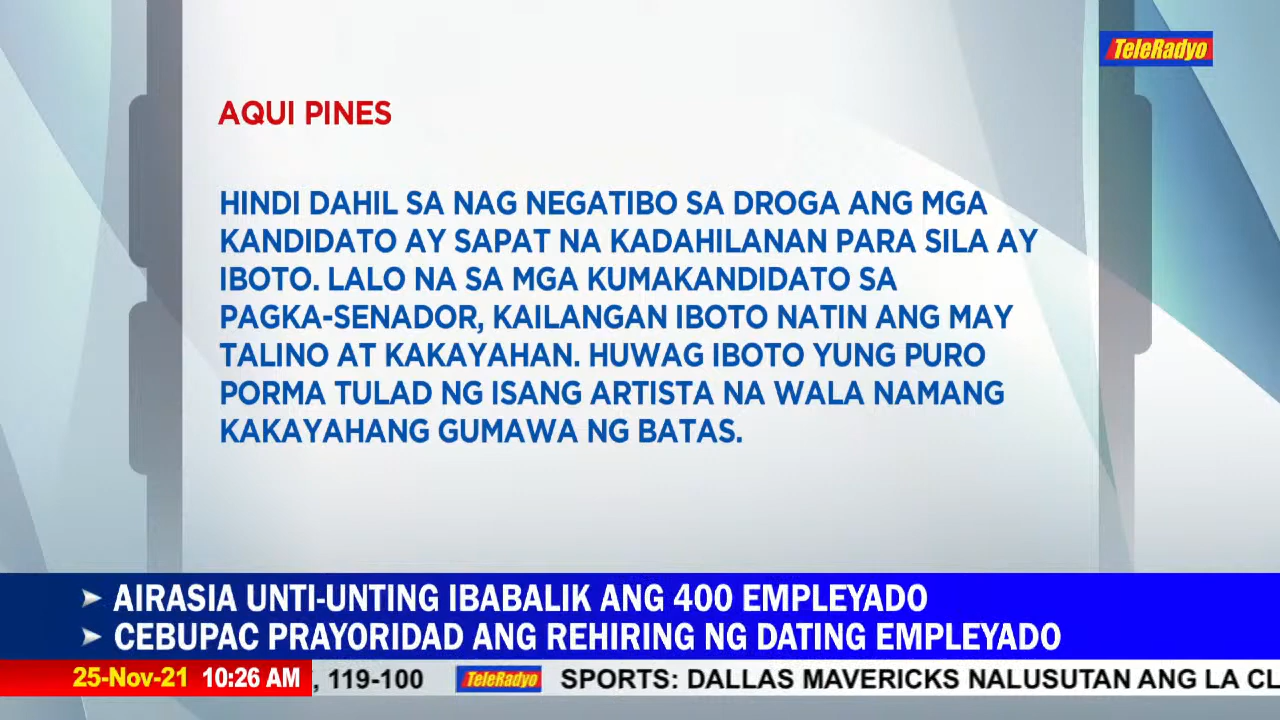 TeleRadyo
AQUI PINES
HINDI DAHIL SA NAG NEGATIBO SA DROGA ANG MGA
KANDIDATO AY SAPAT NA KADAHILANAN PARA SILA AY
IBOTO. LALO NA SA MGA KUMAKANDIDATO SA
PAGKA-SENADOR, KAILANGAN IBOTO NATIN ANG MAY
TALINO AT KAKAYAHAN. HUWAG IBOTO YUNG PURO
PORMA TULAD NG ISANG ARTISTA NA WALA NAMANG
KAKAYAHANG GUMAWA NG BATAS.
AIRASIA UNTI-UNTING IBABALIK ANG 400 EMPLEYADO
CEBUPAC PRAYORIDAD ANG REHIRING NG DATING EMPLEYADO
25-Nov-21 10:26 AM , 119-100 TeleRadyo SPORTS: DALLAS MAVERICKS NALUSUTAN ANG LA CL